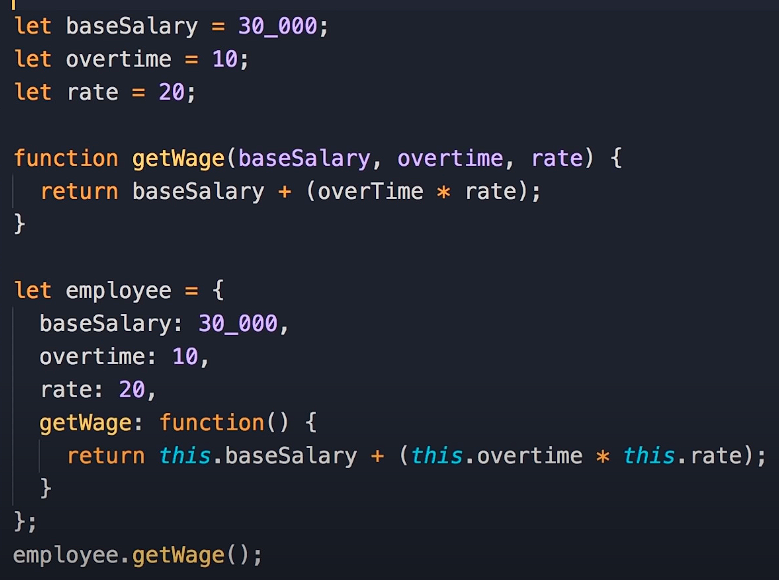 let baseSalary = 30_000;
let overtime = 10;
let rate = 20;

function getWage(baseSalary, overtime, rate) {
  return baseSalary + (overTime * rate);
}

let employee = {
  baseSalary: 30_000,
  overtime: 10,
  rate: 20,
  getWage: function() {
    return this.baseSalary + (this.overtime * this.rate);
  }
};
employee.getWage();